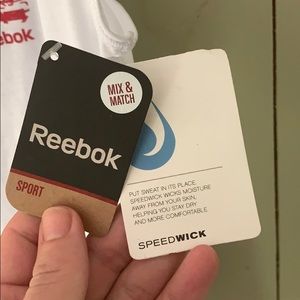 ebok
MIX &
MATCH
Reebok
SPORT
PUT SWEAT IN ITS PLACE.
SPEEDWICK WICKS MOISTURE
AWAY FROM YOUR SKIN,
HELPING YOU STAY DRY
AND MORE COMFORTABLE.
SPEEDWICK